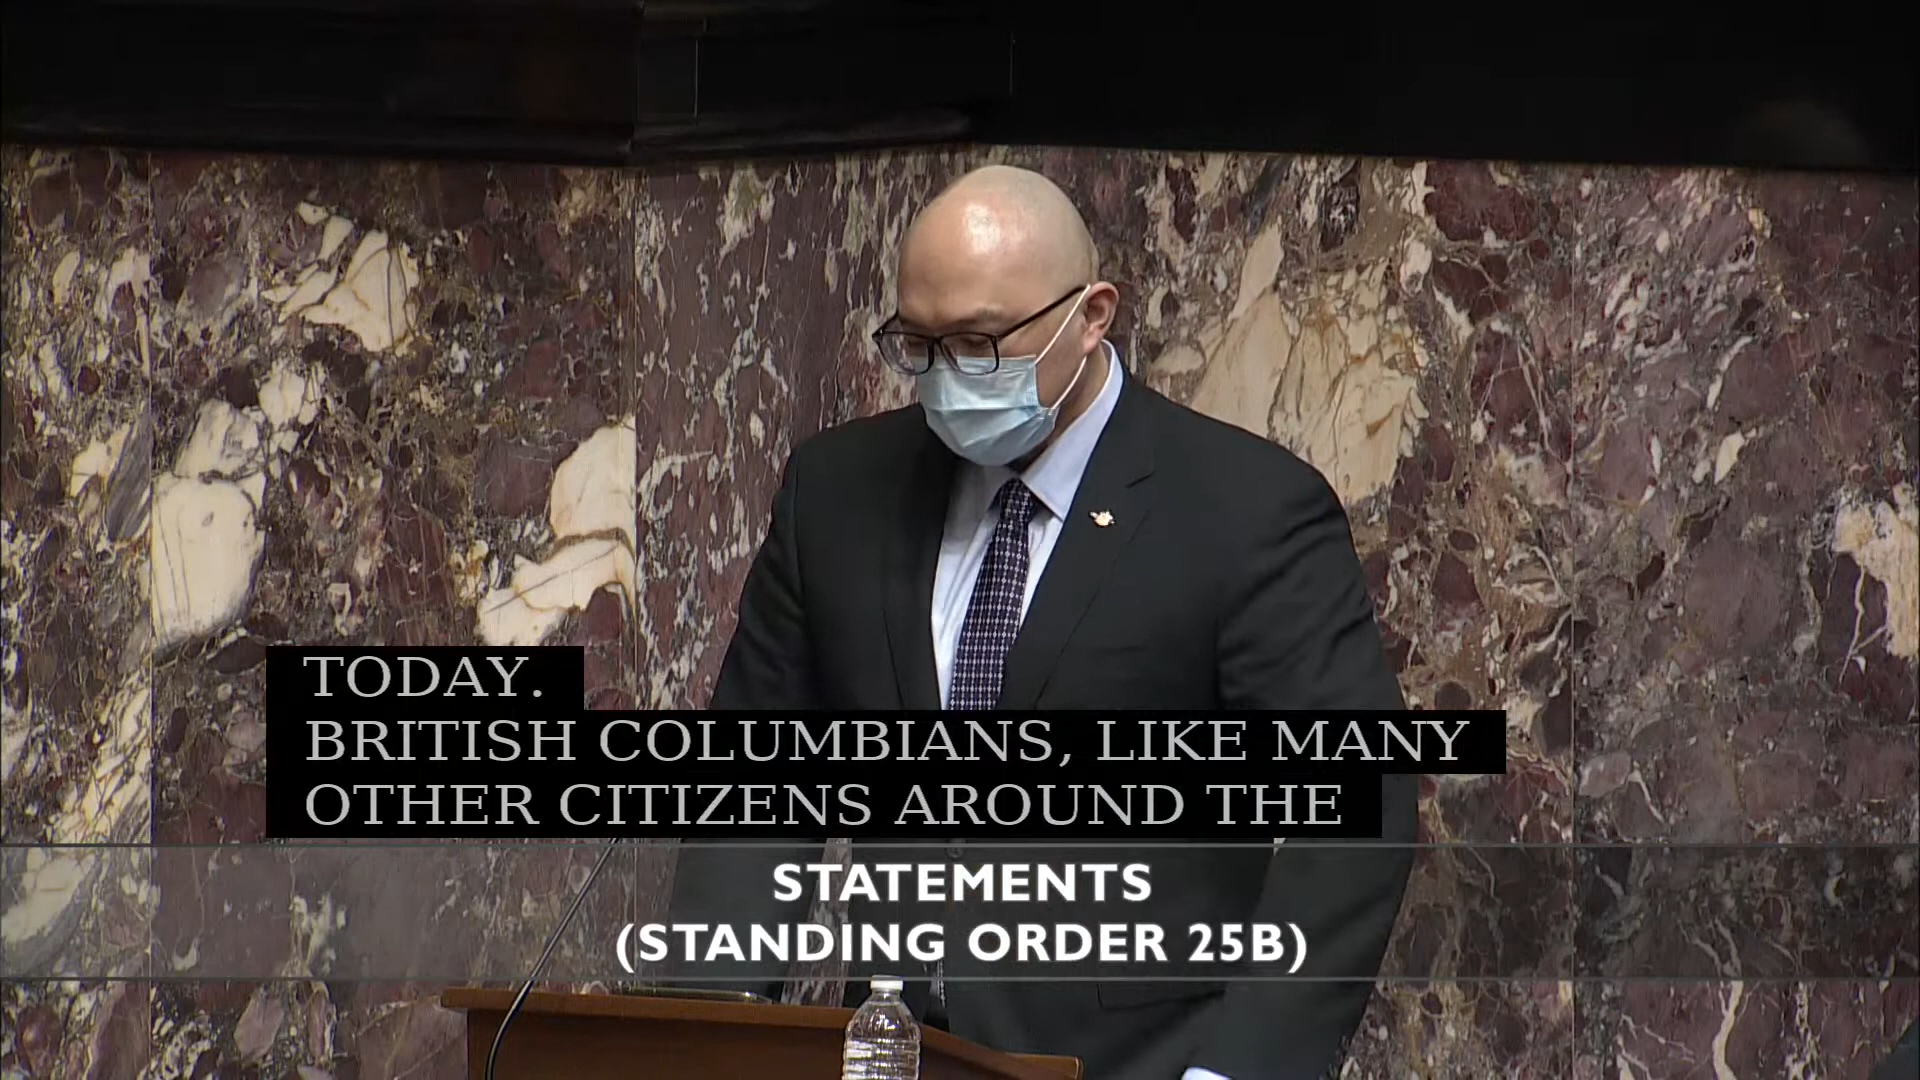 TODAY.
BRITISH COLUMBIANS, LIKE MANY
OTHER CITIZENS AROUND THE
STATEMENTS
(STANDING ORDER 25B)